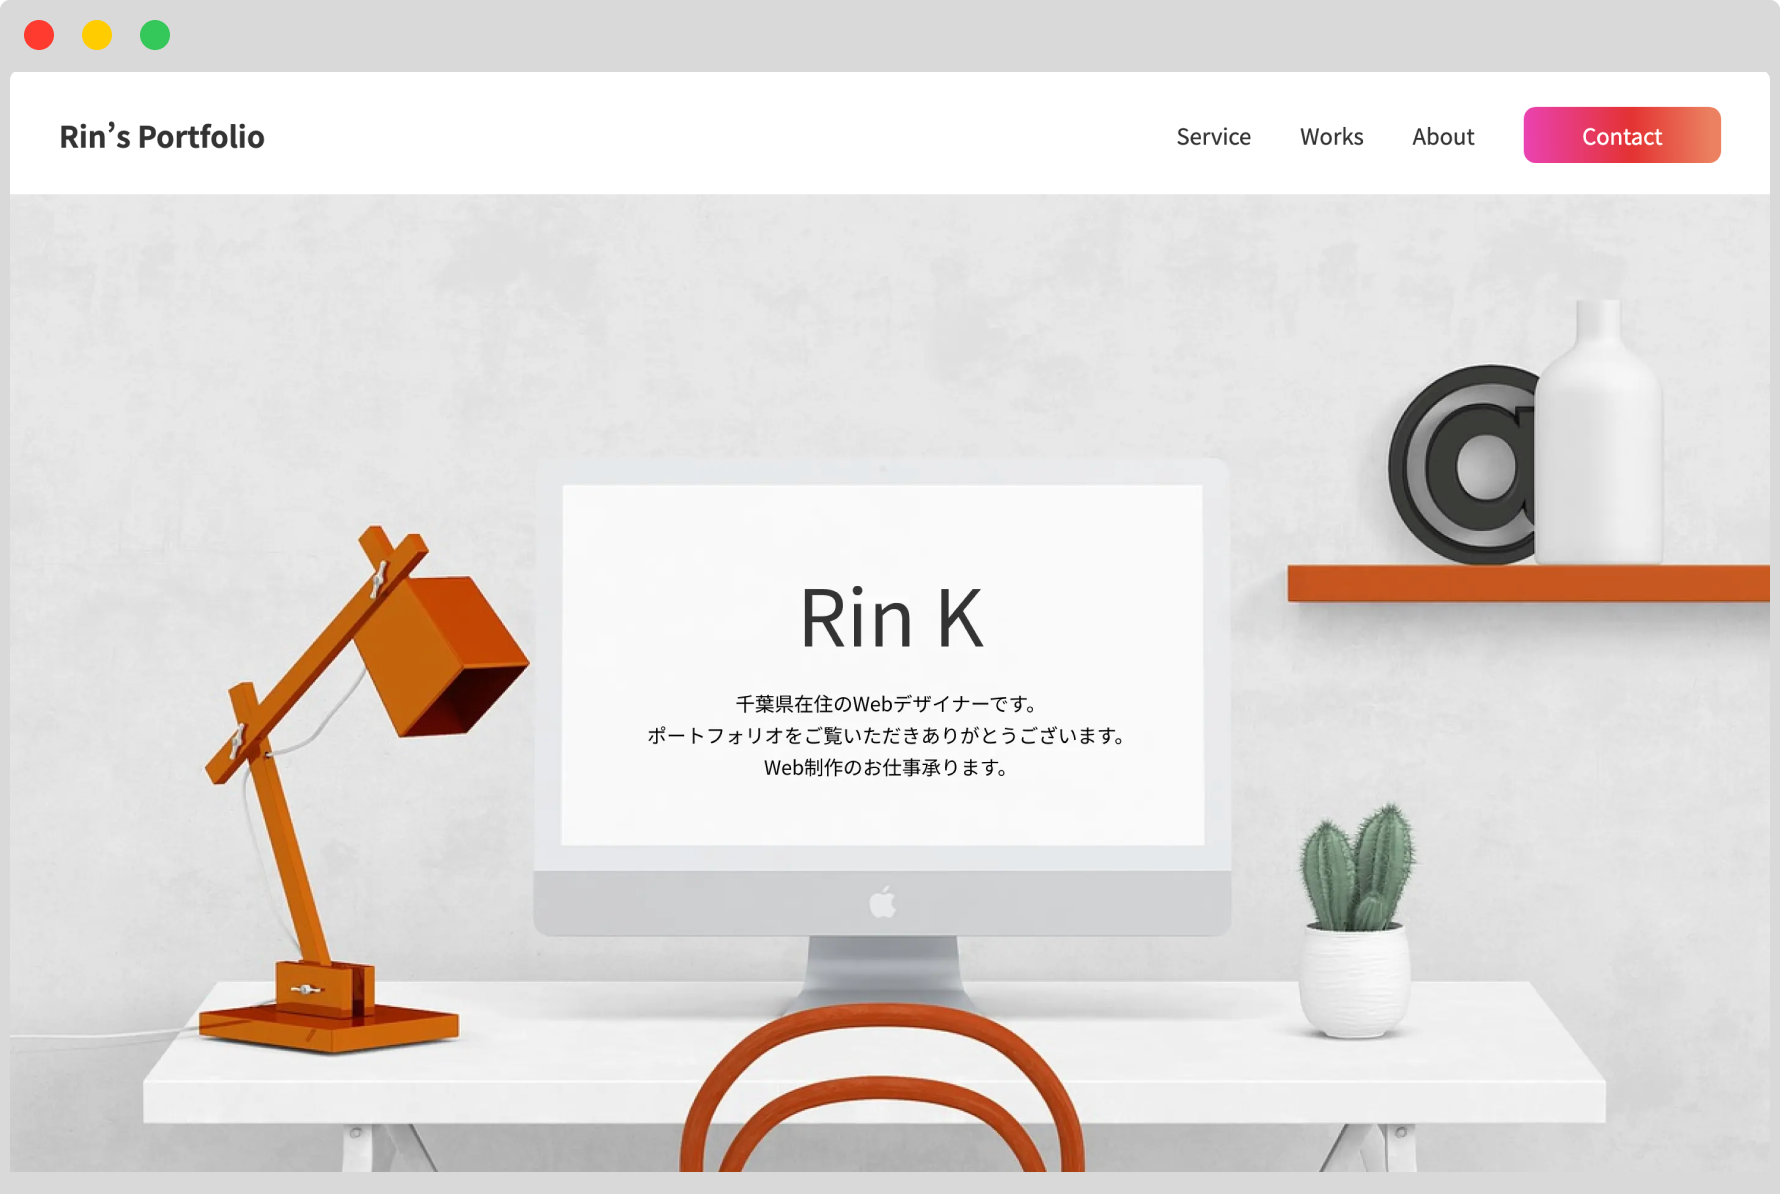 Rin’s Portfolio
Service
Works
About
Contact
@
Rin K
千葉県在住のWebデザイナーです。
ポートフォリオをご覧いただきありがとうございます。
Web制作のお仕事承ります。